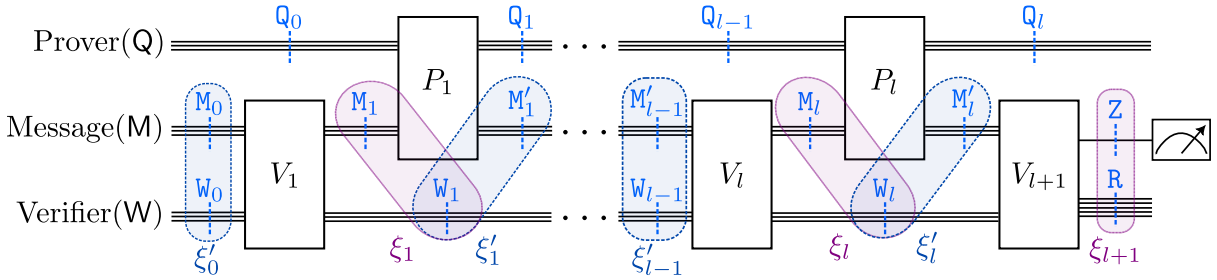 Q₀ Q₁ Qₗ₋₁ Qₗ
Prover(Q) P₁ · · · Pₗ
M₀ M₁ M′₁ M′ₗ₋₁ Mₗ M′ₗ Z
Message(M) V₁ · · · Vₗ Vₗ₊₁
W₀ W₁ Wₗ₋₁ Wₗ R
Verifier(W) · · ·
ξ′₀ ξ₁ ξ′₁ ξ′ₗ₋₁ ξₗ ξ′ₗ ξₗ₊₁